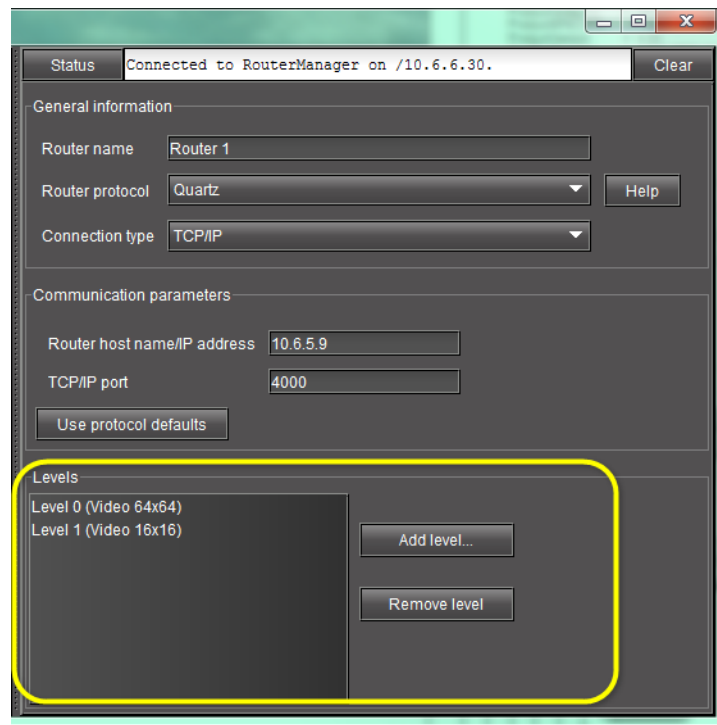 Status Connected to RouterManager on /10.6.6.30. Clear
General information
Router name Router 1
Router protocol Quartz Help
Connection type TCP/IP
Communication parameters
Router host name/IP address 10.6.5.9
TCP/IP port 4000
Use protocol defaults
Levels
Level 0 (Video 64x64)
Level 1 (Video 16x16)
Add level...
Remove level